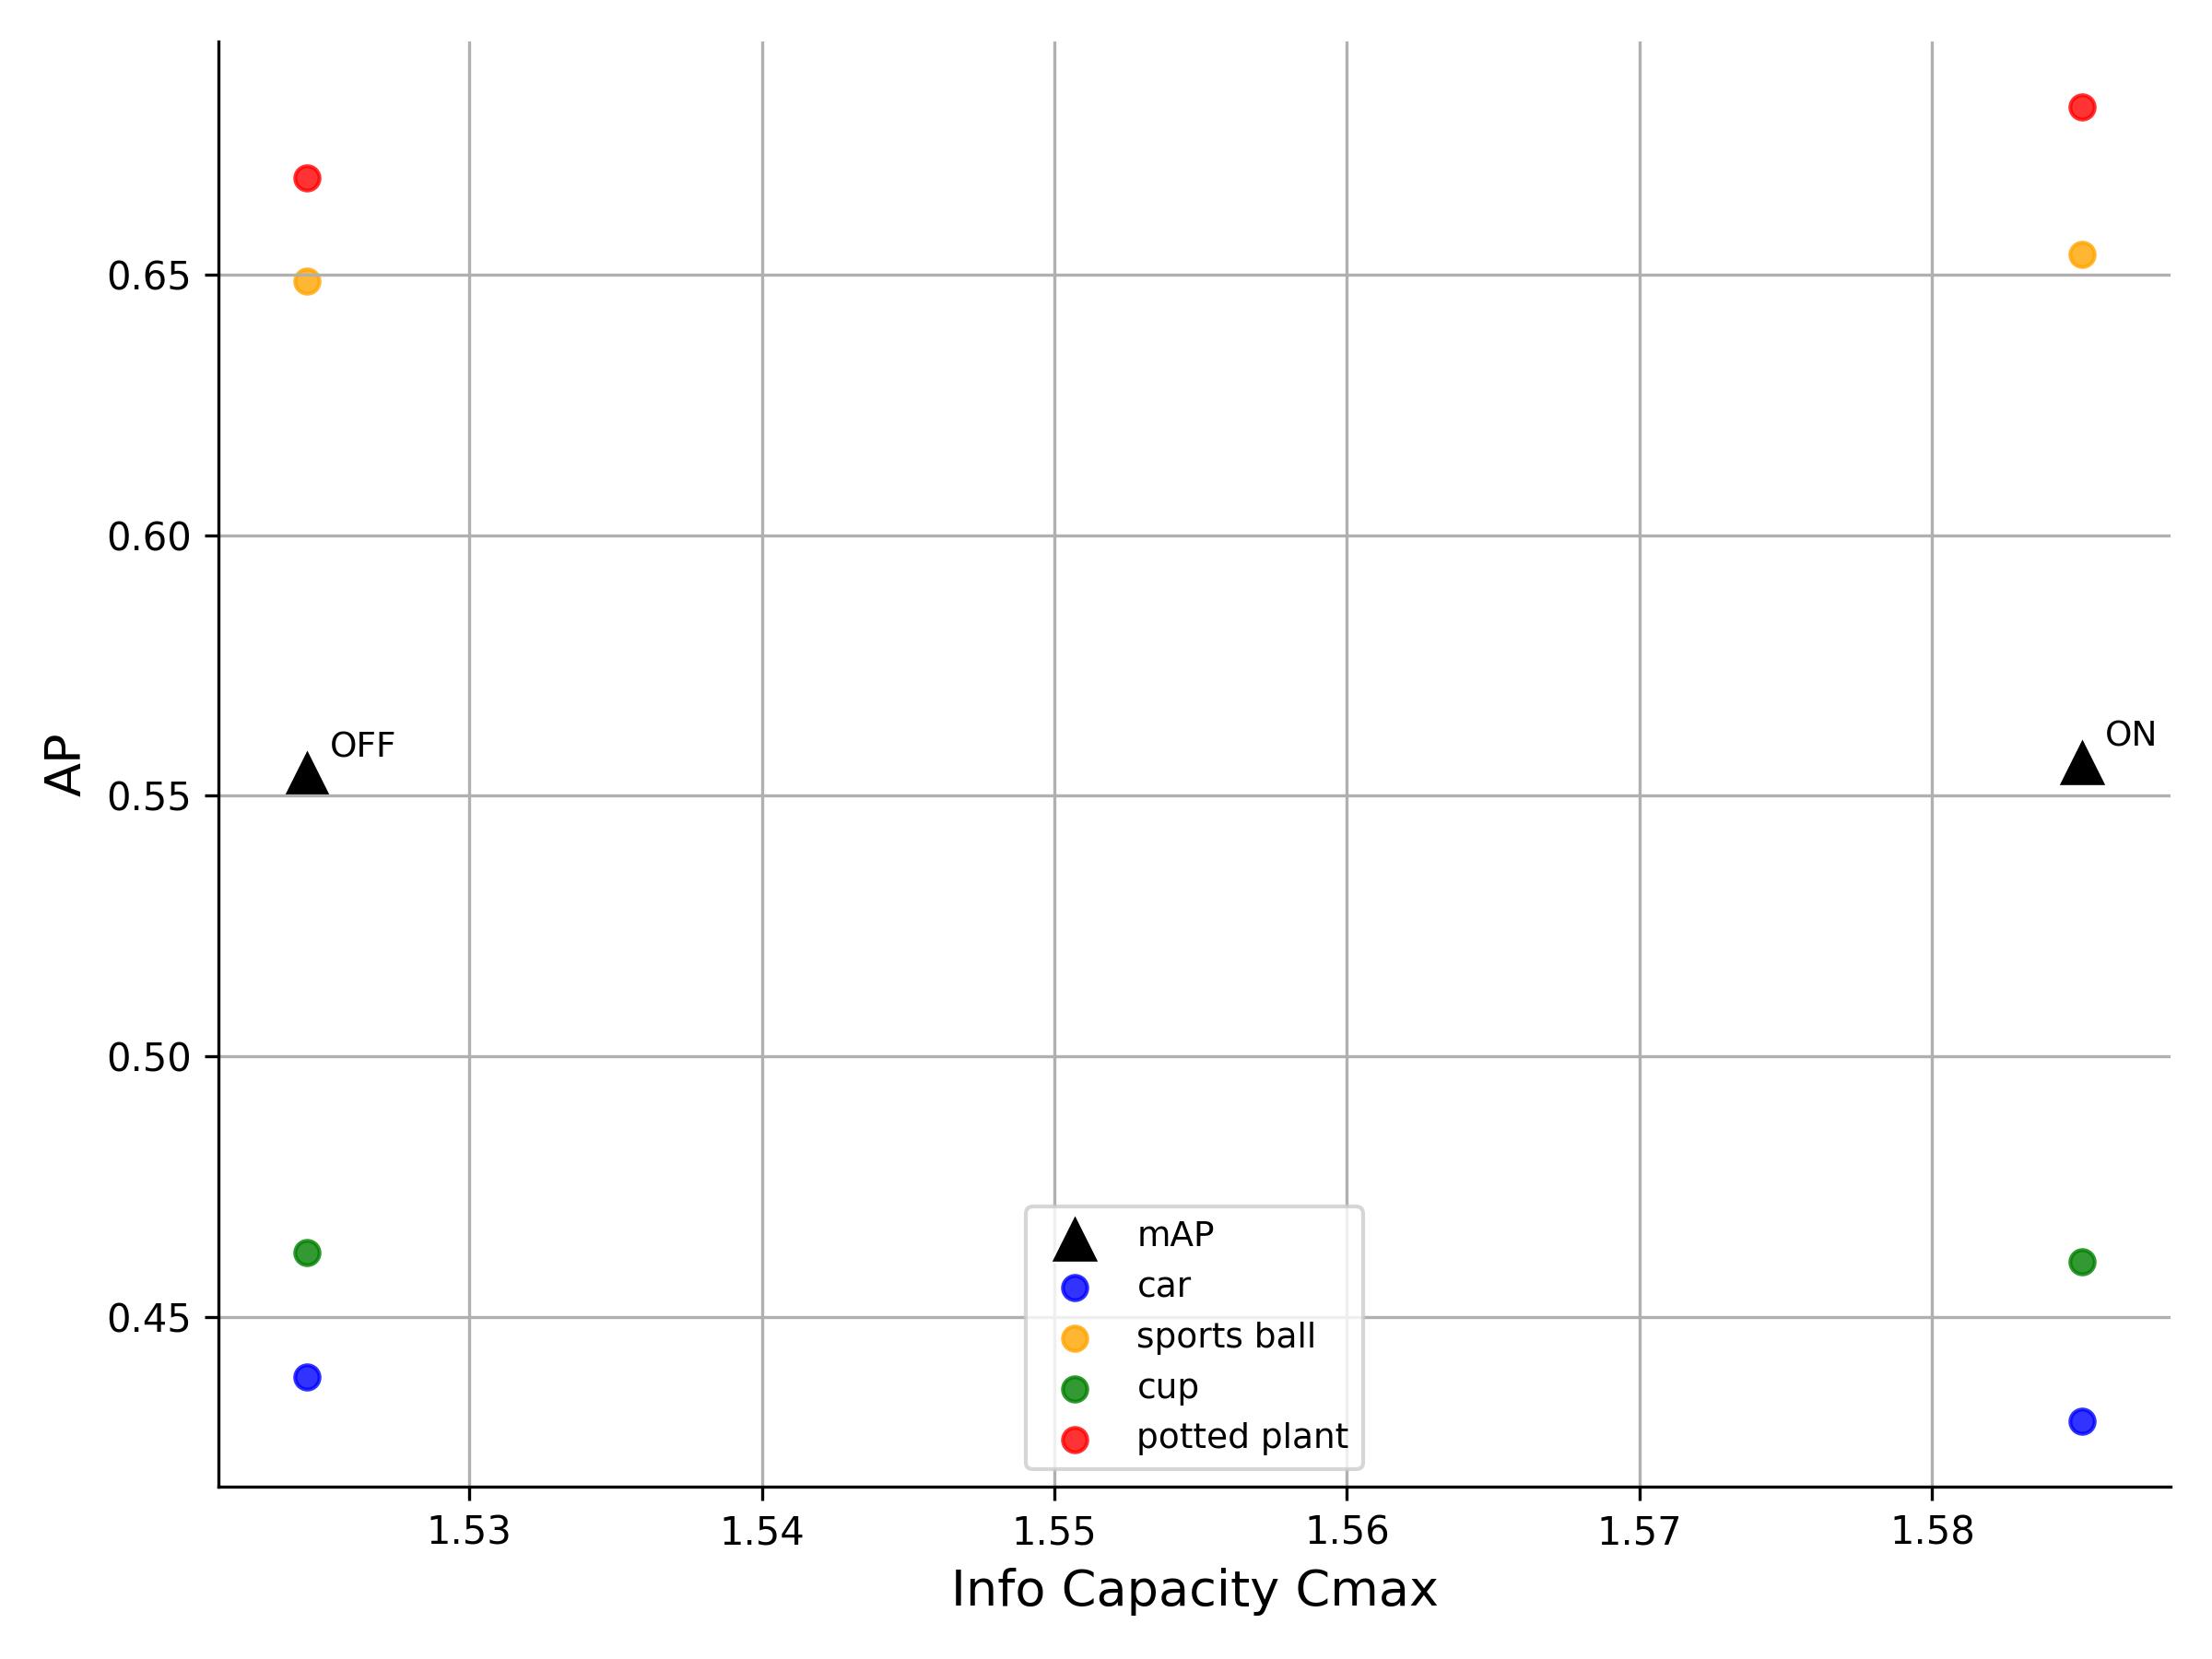 0.65
0.60
0.55
0.50
0.45
AP
OFF
ON
mAP
car
sports ball
cup
potted plant
1.53 1.54 1.55 1.56 1.57 1.58
Info Capacity Cmax